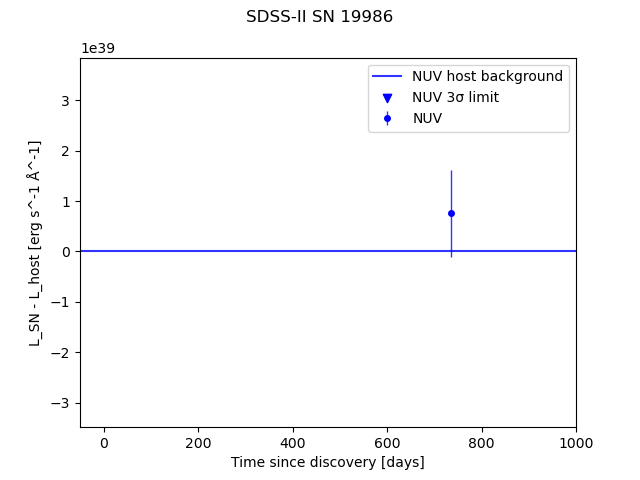 SDSS-II SN 19986
1e39
NUV host background
NUV 3σ limit
NUV
L_SN - L_host [erg s^-1 Å^-1]
3
2
1
0
−1
−2
−3
0 200 400 600 800 1000
Time since discovery [days]